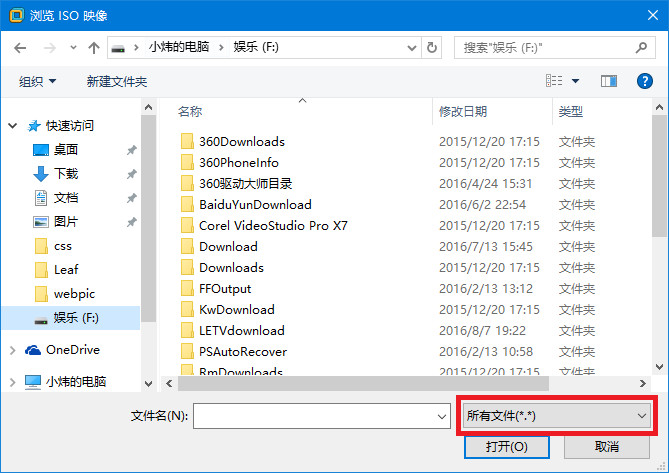 浏览 ISO 映像
小炜的电脑 娱乐 (F:) 搜索"娱乐 (F:)"
组织 新建文件夹
快速访问
桌面
下载
文档
图片
css
Leaf
webpic
娱乐 (F:)
OneDrive
小炜的电脑
名称 修改日期 类型
360Downloads 2015/12/20 17:15 文件夹
360PhoneInfo 2015/12/20 17:15 文件夹
360驱动大师目录 2016/4/24 15:31 文件夹
BaiduYunDownload 2016/6/2 22:54 文件夹
Corel VideoStudio Pro X7 2015/12/20 17:15 文件夹
Download 2016/7/13 15:45 文件夹
Downloads 2015/12/20 17:15 文件夹
FFOutput 2016/2/13 13:12 文件夹
KwDownload 2015/12/20 17:15 文件夹
LETVdownload 2016/8/7 19:22 文件夹
PSAutoRecover 2016/2/13 10:58 文件夹
RmDownloads 2015/12/20 17:15 文件夹
文件名(N): 所有文件(*.*)
打开(O) 取消